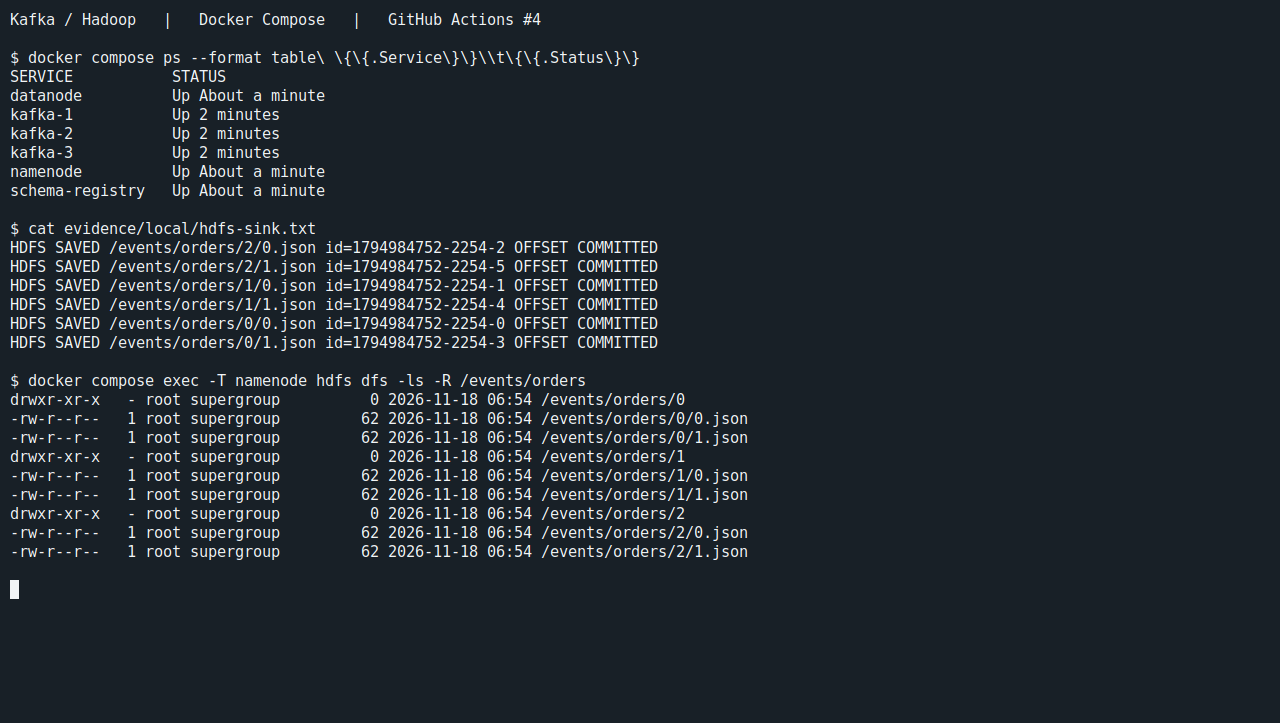 Kafka / Hadoop   |   Docker Compose   |   GitHub Actions #4
$ docker compose ps --format table\ \{\{.Service\}\}\\t\{\{.Status\}\}
SERVICE           STATUS
datanode          Up About a minute
kafka-1           Up 2 minutes
kafka-2           Up 2 minutes
kafka-3           Up 2 minutes
namenode          Up About a minute
schema-registry   Up About a minute
$ cat evidence/local/hdfs-sink.txt
HDFS SAVED /events/orders/2/0.json id=1794984752-2254-2 OFFSET COMMITTED
HDFS SAVED /events/orders/2/1.json id=1794984752-2254-5 OFFSET COMMITTED
HDFS SAVED /events/orders/1/0.json id=1794984752-2254-1 OFFSET COMMITTED
HDFS SAVED /events/orders/1/1.json id=1794984752-2254-4 OFFSET COMMITTED
HDFS SAVED /events/orders/0/0.json id=1794984752-2254-0 OFFSET COMMITTED
HDFS SAVED /events/orders/0/1.json id=1794984752-2254-3 OFFSET COMMITTED
$ docker compose exec -T namenode hdfs dfs -ls -R /events/orders
drwxr-xr-x   - root supergroup          0 2026-11-18 06:54 /events/orders/0
-rw-r--r--   1 root supergroup         62 2026-11-18 06:54 /events/orders/0/0.json
-rw-r--r--   1 root supergroup         62 2026-11-18 06:54 /events/orders/0/1.json
drwxr-xr-x   - root supergroup          0 2026-11-18 06:54 /events/orders/1
-rw-r--r--   1 root supergroup         62 2026-11-18 06:54 /events/orders/1/0.json
-rw-r--r--   1 root supergroup         62 2026-11-18 06:54 /events/orders/1/1.json
drwxr-xr-x   - root supergroup          0 2026-11-18 06:54 /events/orders/2
-rw-r--r--   1 root supergroup         62 2026-11-18 06:54 /events/orders/2/0.json
-rw-r--r--   1 root supergroup         62 2026-11-18 06:54 /events/orders/2/1.json